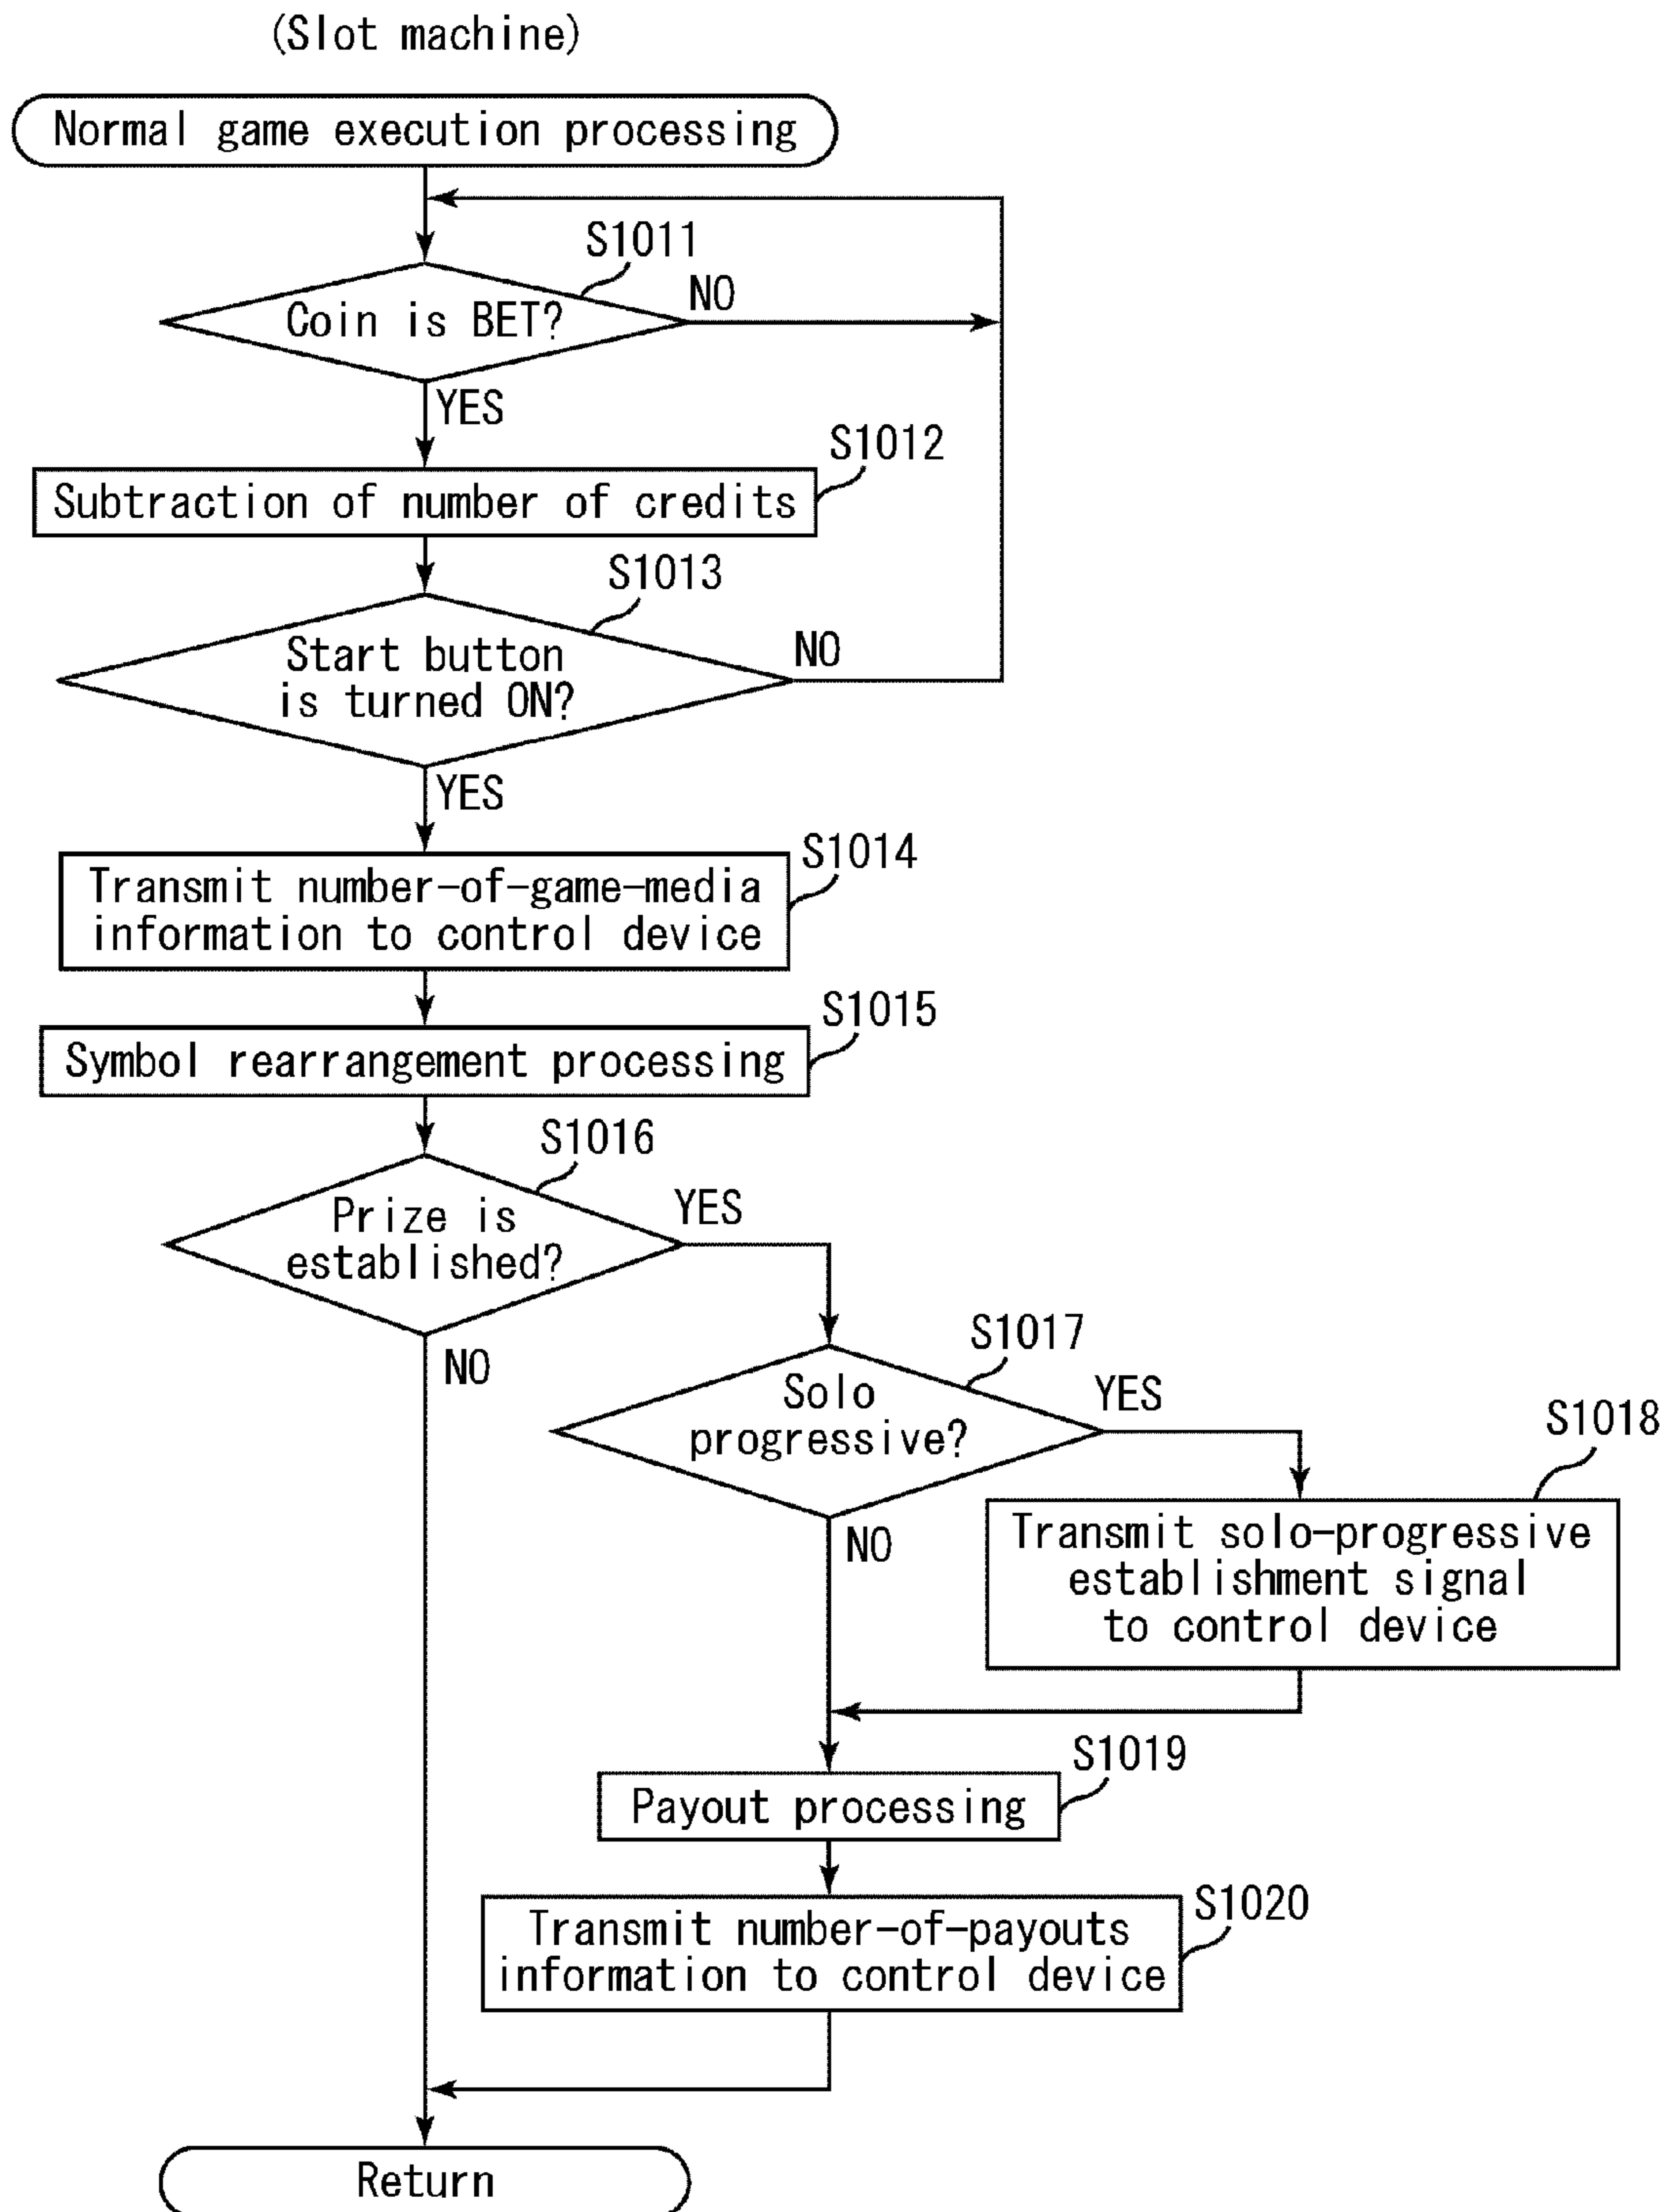 (Slot machine)
Normal game execution processing
S1011
Coin is BET?
NO
YES
S1012
Subtraction of number of credits
S1013
Start button
is turned ON?
NO
YES
S1014
Transmit number-of-game-media
information to control device
S1015
Symbol rearrangement processing
S1016
Prize is
established?
YES
NO
S1017
Solo
progressive?
YES
NO
S1018
Transmit solo-progressive
establishment signal
to control device
S1019
Payout processing
S1020
Transmit number-of-payouts
information to control device
Return